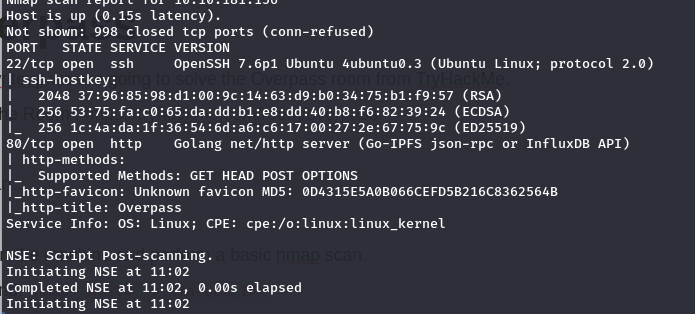 Nmap scan report for 10.10.181.136
Host is up (0.15s latency).
Not shown: 998 closed tcp ports (conn-refused)
PORT   STATE SERVICE VERSION
22/tcp open  ssh     OpenSSH 7.6p1 Ubuntu 4ubuntu0.3 (Ubuntu Linux; protocol 2.0)
| ssh-hostkey:
|   2048 37:96:85:98:d1:00:9c:14:63:d9:b0:34:75:b1:f9:57 (RSA)
|   256 53:75:fa:c0:65:da:dd:b1:e8:dd:40:b8:f6:82:39:24 (ECDSA)
|_  256 1c:4a:da:1f:36:54:6d:a6:c6:17:00:27:2e:67:75:9c (ED25519)
80/tcp open  http    Golang net/http server (Go-IPFS json-rpc or InfluxDB API)
| http-methods:
|_  Supported Methods: GET HEAD POST OPTIONS
|_http-favicon: Unknown favicon MD5: 0D4315E5A0B066CEFD5B216C8362564B
|_http-title: Overpass
Service Info: OS: Linux; CPE: cpe:/o:linux:linux_kernel
a basic nmap scan.
NSE: Script Post-scanning.
Initiating NSE at 11:02
Completed NSE at 11:02, 0.00s elapsed
Initiating NSE at 11:02